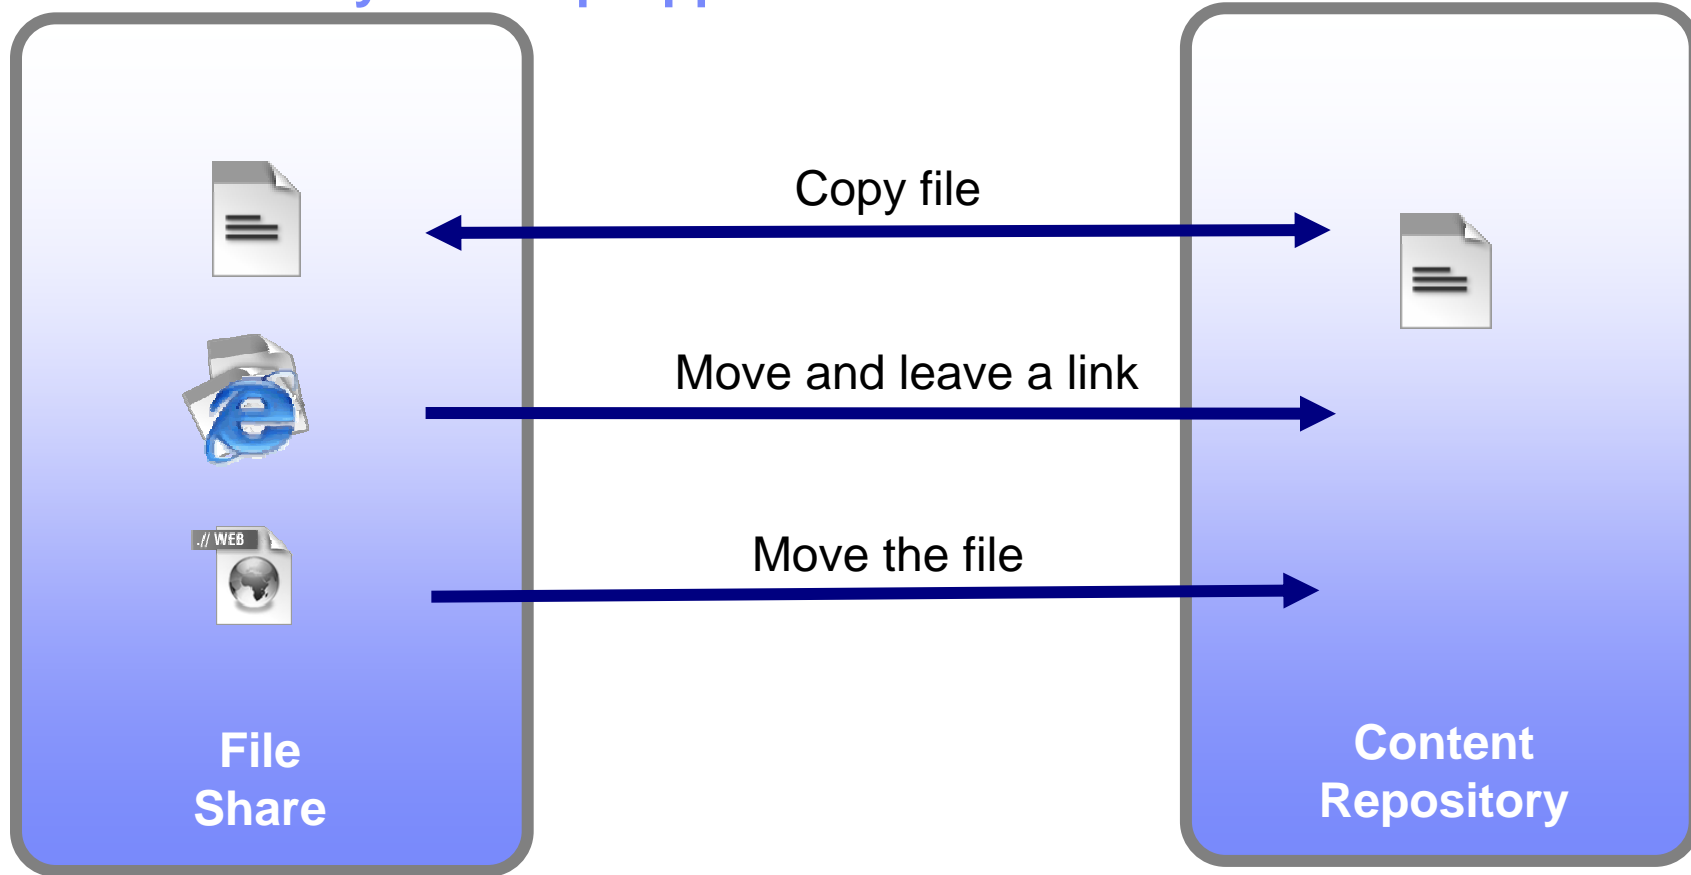 Copy file
Move and leave a link
.// WEB
Move the file
File
Share
Content
Repository